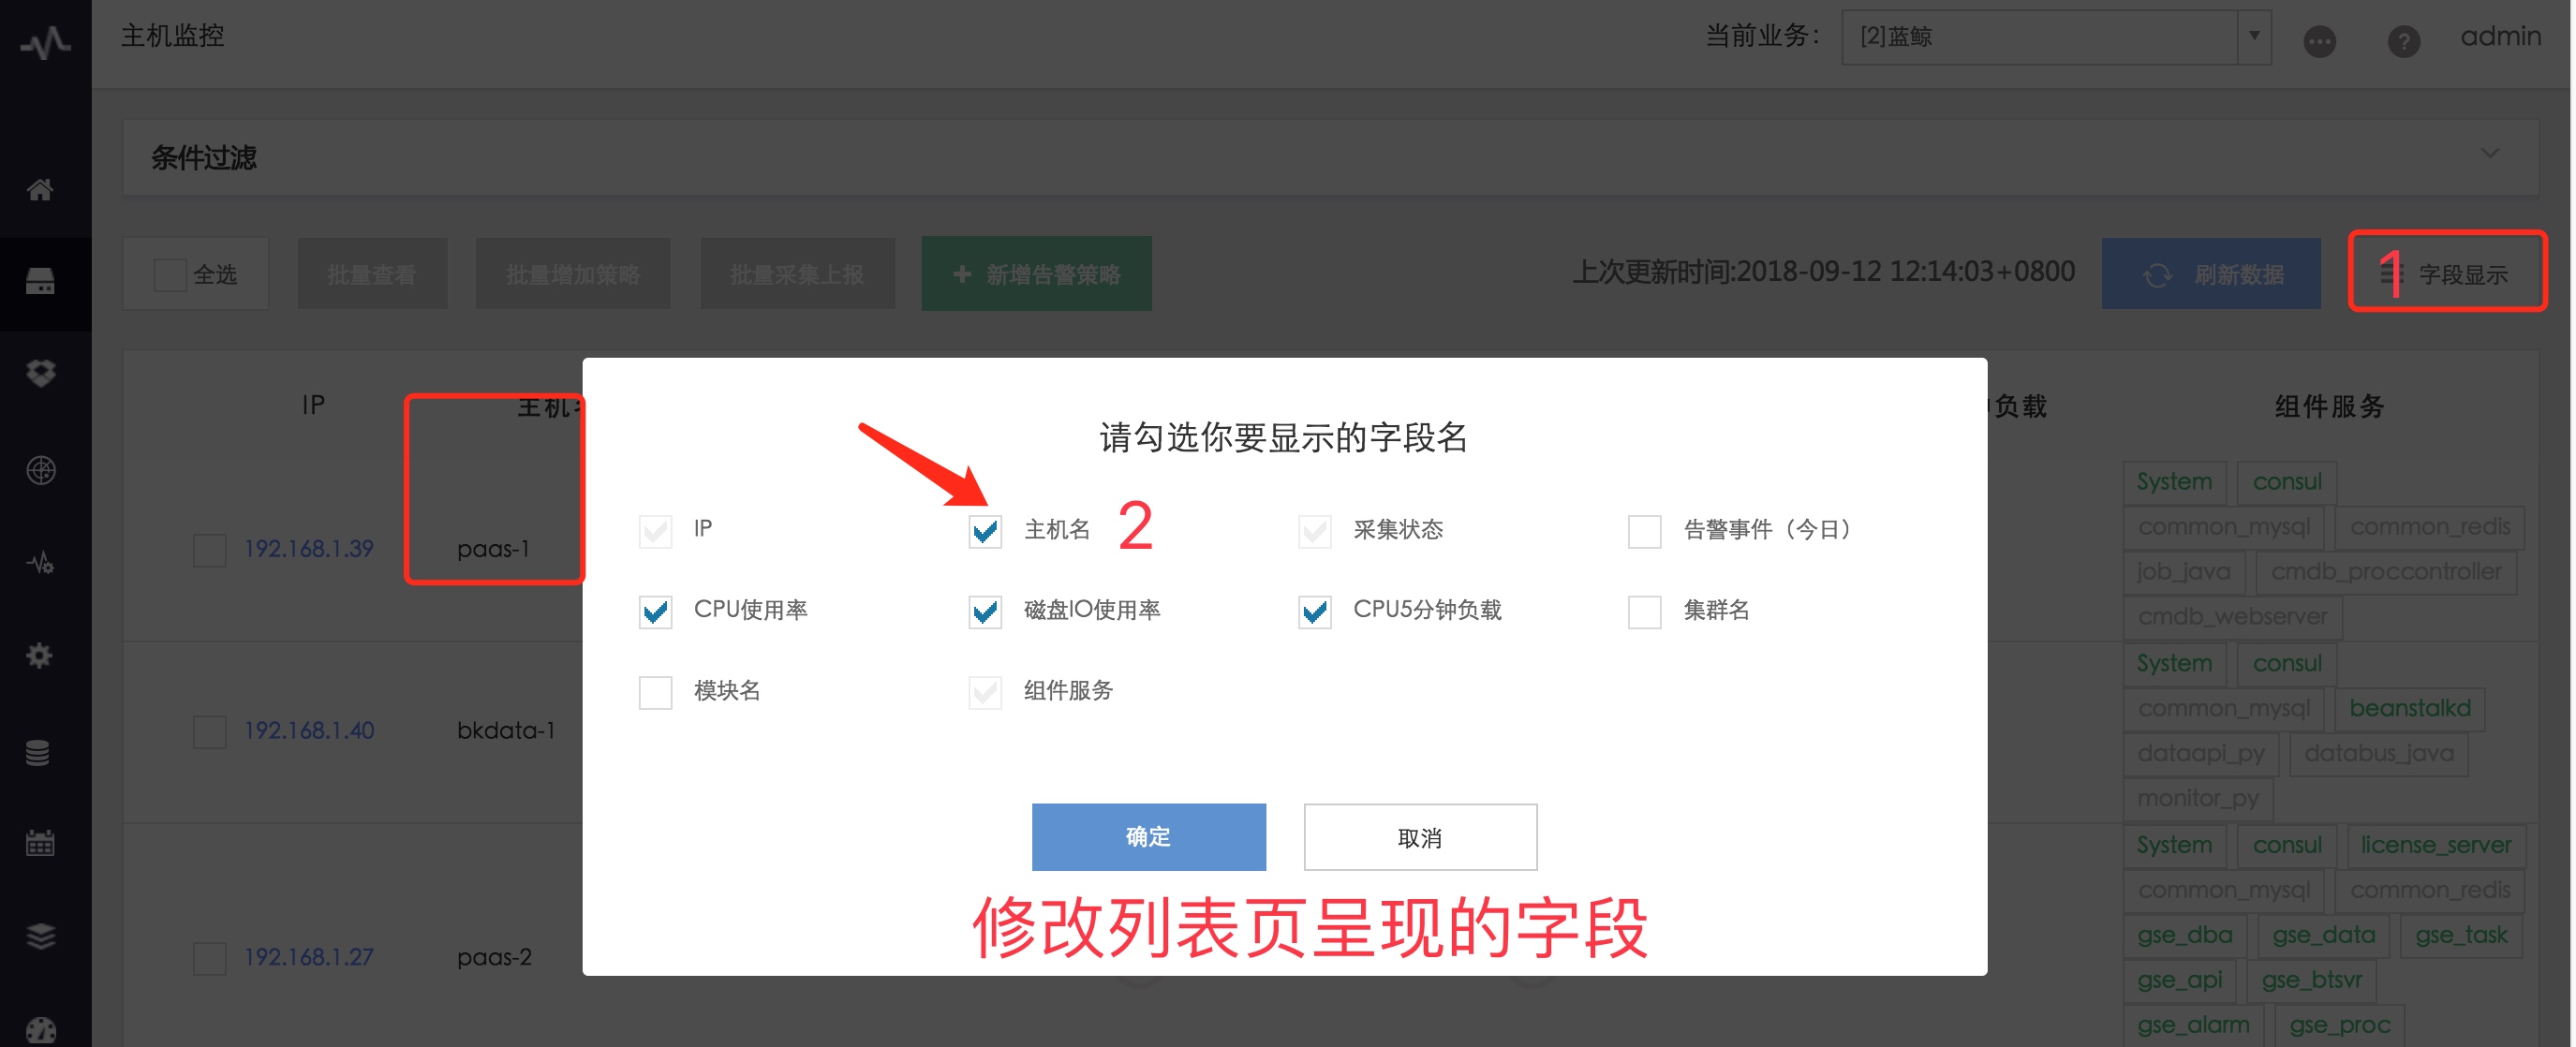 主机监控
当前业务：
[2]蓝鲸
admin
条件过滤
全选
批量查看
批量增加策略
批量采集上报
+ 新增告警策略
上次更新时间:2018-09-12 12:14:03+0800
刷新数据
1
字段显示
IP
主机
负载
组件服务
请勾选你要显示的字段名
IP
主机名
2
采集状态
告警事件（今日）
CPU使用率
磁盘IO使用率
CPU5分钟负载
集群名
模块名
组件服务
确定
取消
修改列表页呈现的字段
192.168.1.39
paas-1
System consul
common_mysql common_redis
job_java cmdb_proccontroller
cmdb_webserver
192.168.1.40
bkdata-1
System consul
common_mysql beanstalkd
dataapi_py databus_java
monitor_py
192.168.1.27
paas-2
System consul license_server
common_mysql common_redis
gse_dba gse_data gse_task
gse_api gse_btsvr
gse_alarm gse_proc